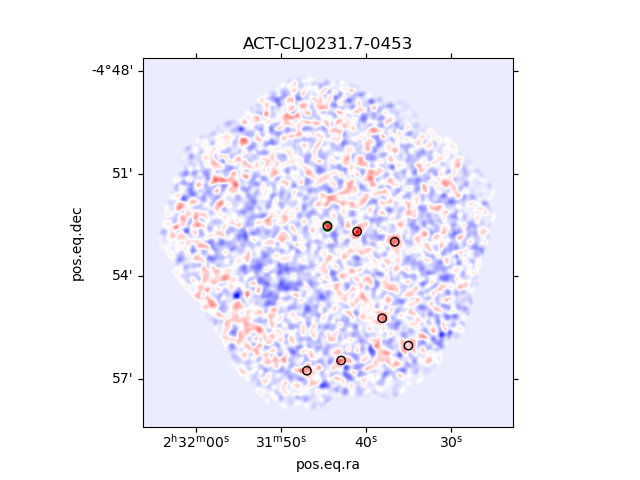 ACT-CLJ0231.7-0453
-4°48'
51'
54'
57'
pos.eq.dec
2ʰ32ᵐ00ˢ 31ᵐ50ˢ 40ˢ 30ˢ
pos.eq.ra